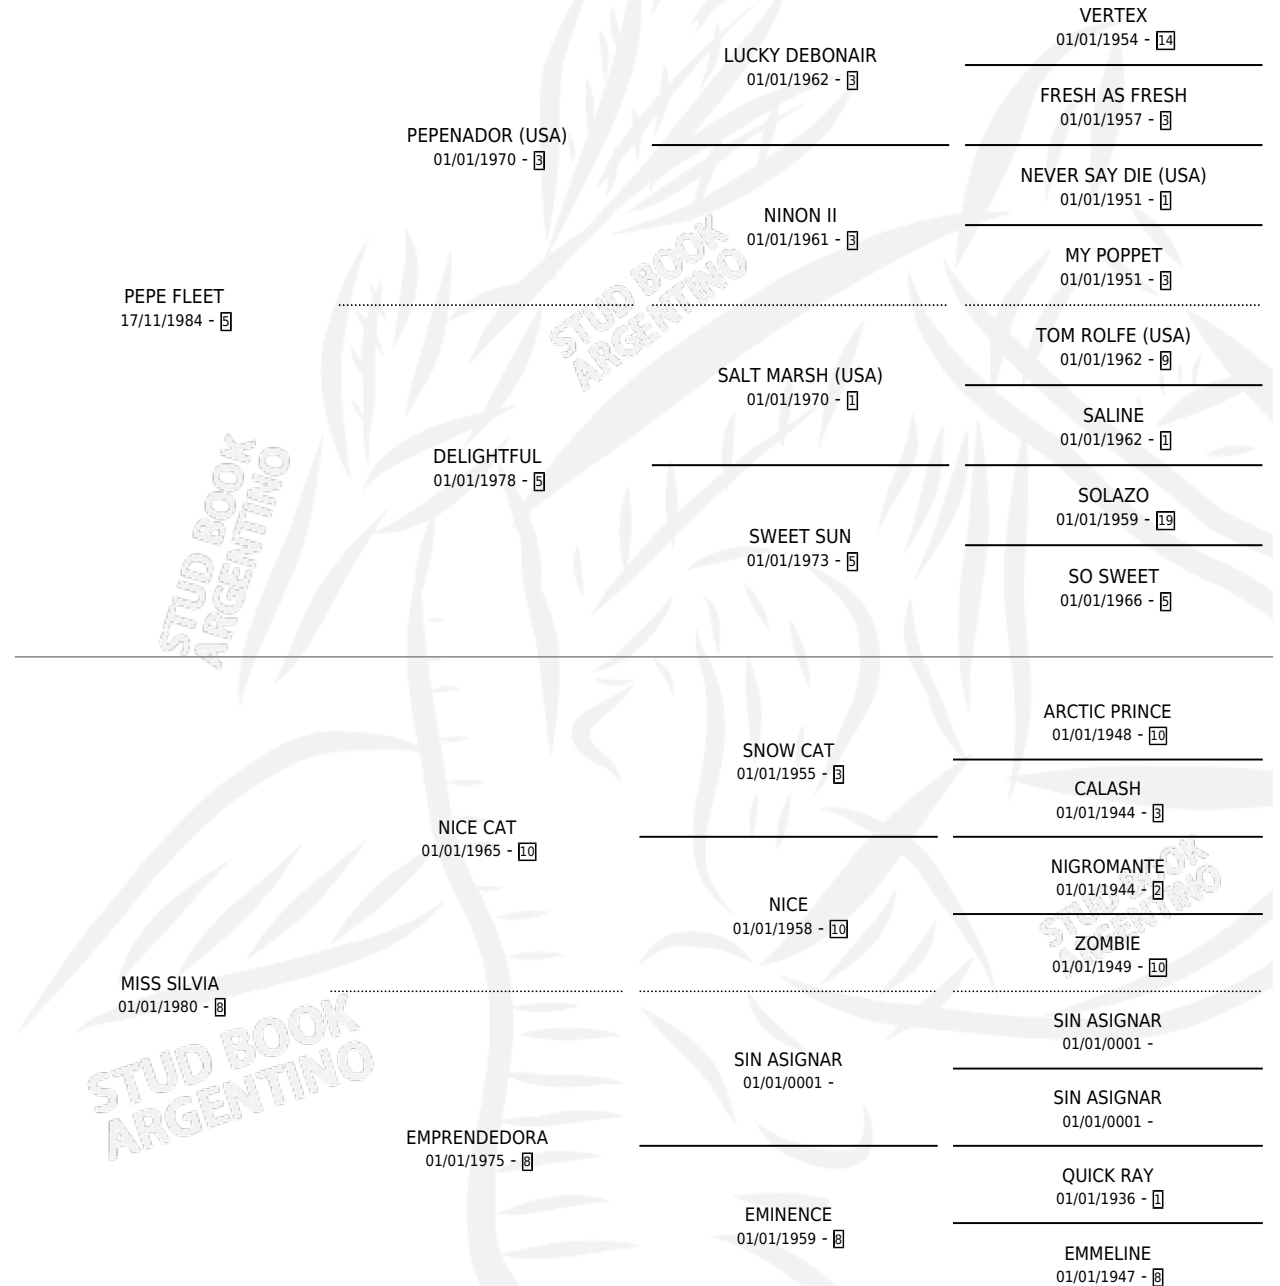 VERTEX
01/01/1954 - 14
LUCKY DEBONAIR
01/01/1962 - 3
FRESH AS FRESH
01/01/1957 - 3
PEPENADOR (USA)
01/01/1970 - 3
NEVER SAY DIE (USA)
01/01/1951 - 1
NINON II
01/01/1961 - 3
MY POPPET
01/01/1951 - 3
PEPE FLEET
17/11/1984 - 5
TOM ROLFE (USA)
01/01/1962 - 9
SALT MARSH (USA)
01/01/1970 - 1
SALINE
01/01/1962 - 1
DELIGHTFUL
01/01/1978 - 5
SOLAZO
01/01/1959 - 19
SWEET SUN
01/01/1973 - 5
SO SWEET
01/01/1966 - 5
ARCTIC PRINCE
01/01/1948 - 10
SNOW CAT
01/01/1955 - 3
CALASH
01/01/1944 - 3
NICE CAT
01/01/1965 - 10
NIGROMANTE
01/01/1944 - 2
NICE
01/01/1958 - 10
ZOMBIE
01/01/1949 - 10
MISS SILVIA
01/01/1980 - 8
SIN ASIGNAR
01/01/0001 -
SIN ASIGNAR
01/01/0001 -
SIN ASIGNAR
01/01/0001 -
EMPRENDEDORA
01/01/1975 - 8
QUICK RAY
01/01/1936 - 1
EMINENCE
01/01/1959 - 8
EMMELINE
01/01/1947 - 8
STUD BOOK
ARGENTINO
STUD BOOK
ARGENTINO
STUD BOOK
ARGENTINO
STUD BOOK
ARGENTINO